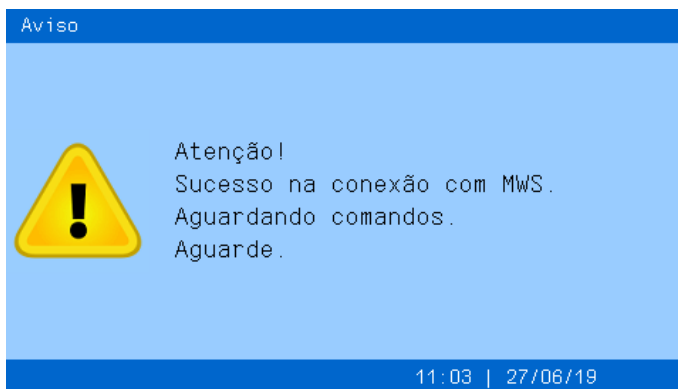 Aviso
Atenção!
Sucesso na conexão com MWS.
Aguardando comandos.
Aguarde.
11:03 | 27/06/19